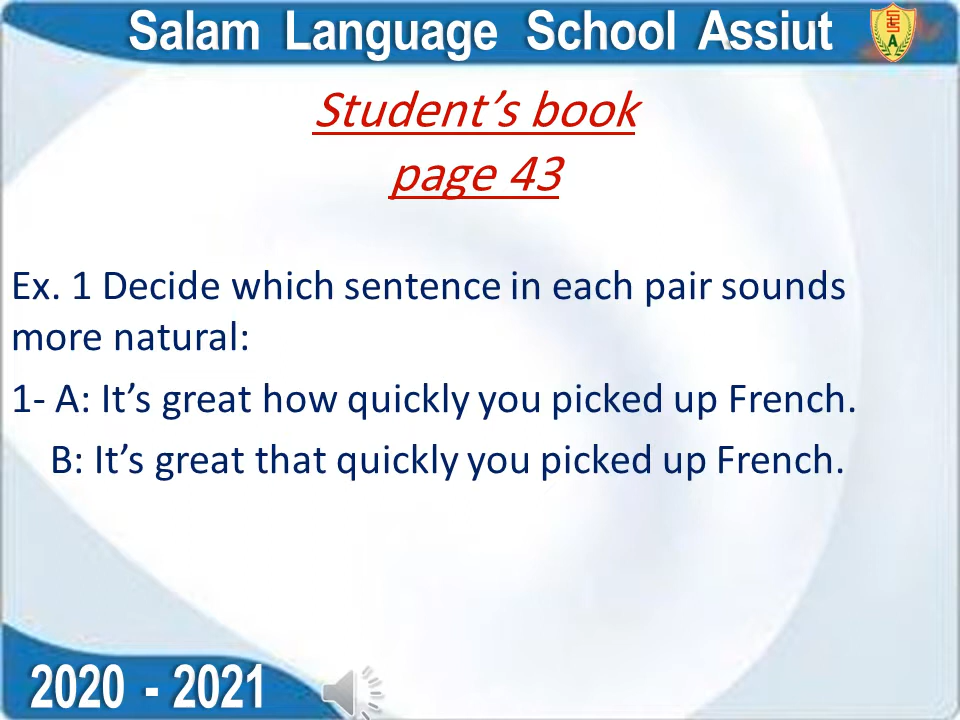 Salam Language School Assiut
Student’s book
page 43
Ex. 1 Decide which sentence in each pair sounds
more natural:
1- A: It’s great how quickly you picked up French.
B: It’s great that quickly you picked up French.
2020 - 2021